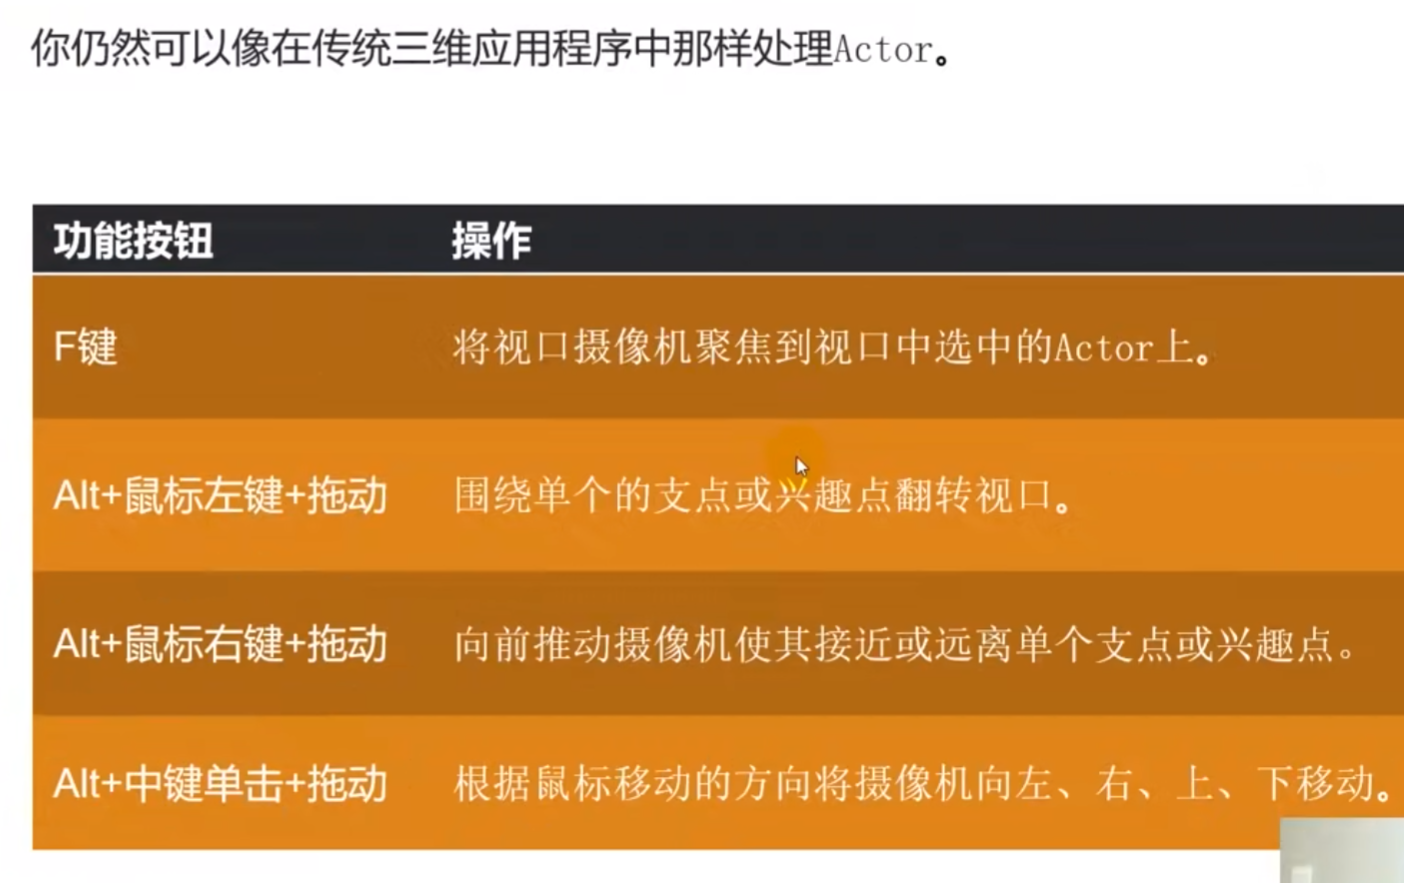 你仍然可以像在传统三维应用程序中那样处理Actor。
功能按钮 操作
F键 将视口摄像机聚焦到视口中选中的Actor上。
Alt+鼠标左键+拖动 围绕单个的支点或兴趣点翻转视口。
Alt+鼠标右键+拖动 向前推动摄像机使其接近或远离单个支点或兴趣点。
Alt+中键单击+拖动 根据鼠标移动的方向将摄像机向左、右、上、下移动。